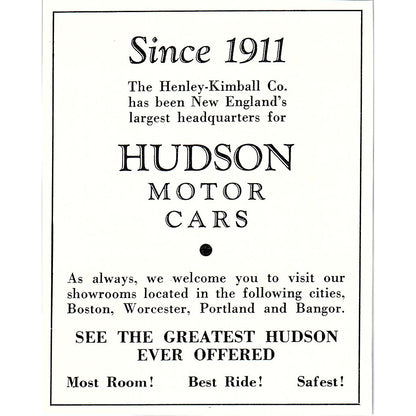 Since 1911
The Henley-Kimball Co.
has been New England's
largest headquarters for
HUDSON
MOTOR
CARS
As always, we welcome you to visit our
showrooms located in the following cities,
Boston, Worcester, Portland and Bangor.
SEE THE GREATEST HUDSON
EVER OFFERED
Most Room! Best Ride! Safest!